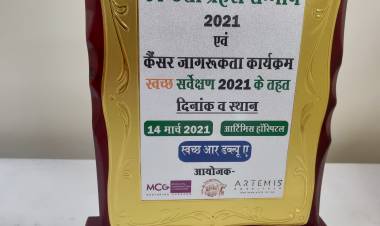 2021
एवं
कैंसर जागरूकता कार्यक्रम
स्वच्छ सर्वेक्षण 2021 के तहत
दिनांक व स्थान
14 मार्च 2021 आर्टिमिस हॉस्पिटल
स्वच्छ आर डब्ल्यू ए
आयोजक-
MCG ARTEMIS